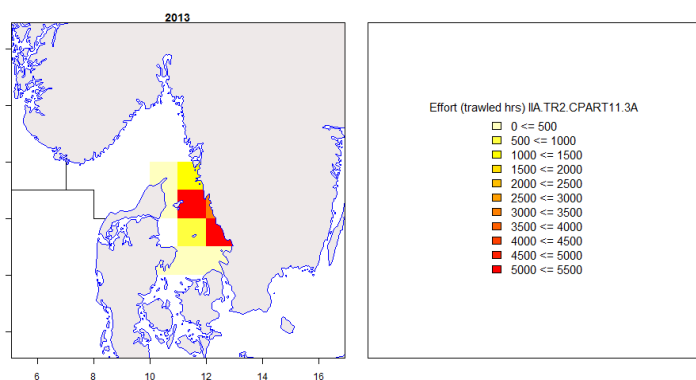 2013
Effort (trawled hrs) IIA.TR2.CPART11.3A
0 <= 500
500 <= 1000
1000 <= 1500
1500 <= 2000
2000 <= 2500
2500 <= 3000
3000 <= 3500
3500 <= 4000
4000 <= 4500
4500 <= 5000
5000 <= 5500
6 8 10 12 14 16